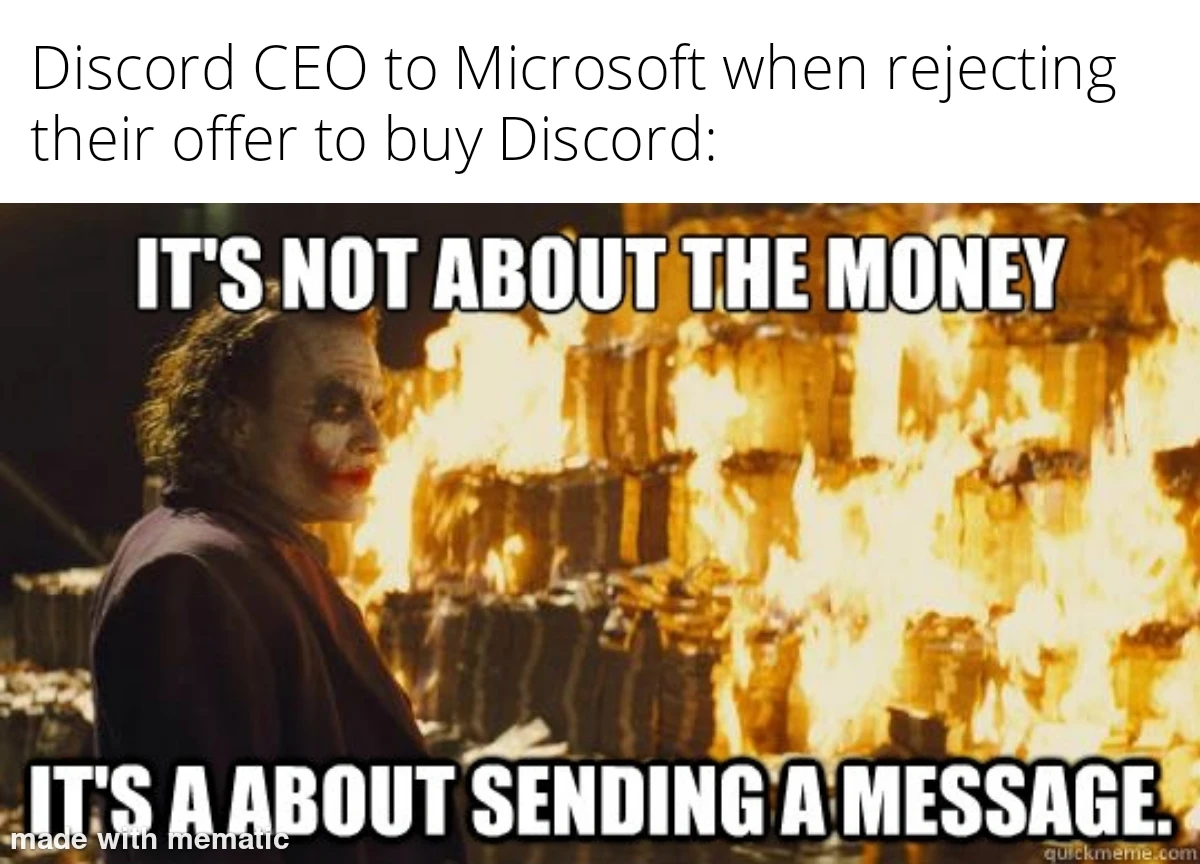 Discord CEO to Microsoft when rejecting
their offer to buy Discord:
IT'S NOT ABOUT THE MONEY
IT'S A ABOUT SENDING A MESSAGE.
made with mematic
quickmeme.com